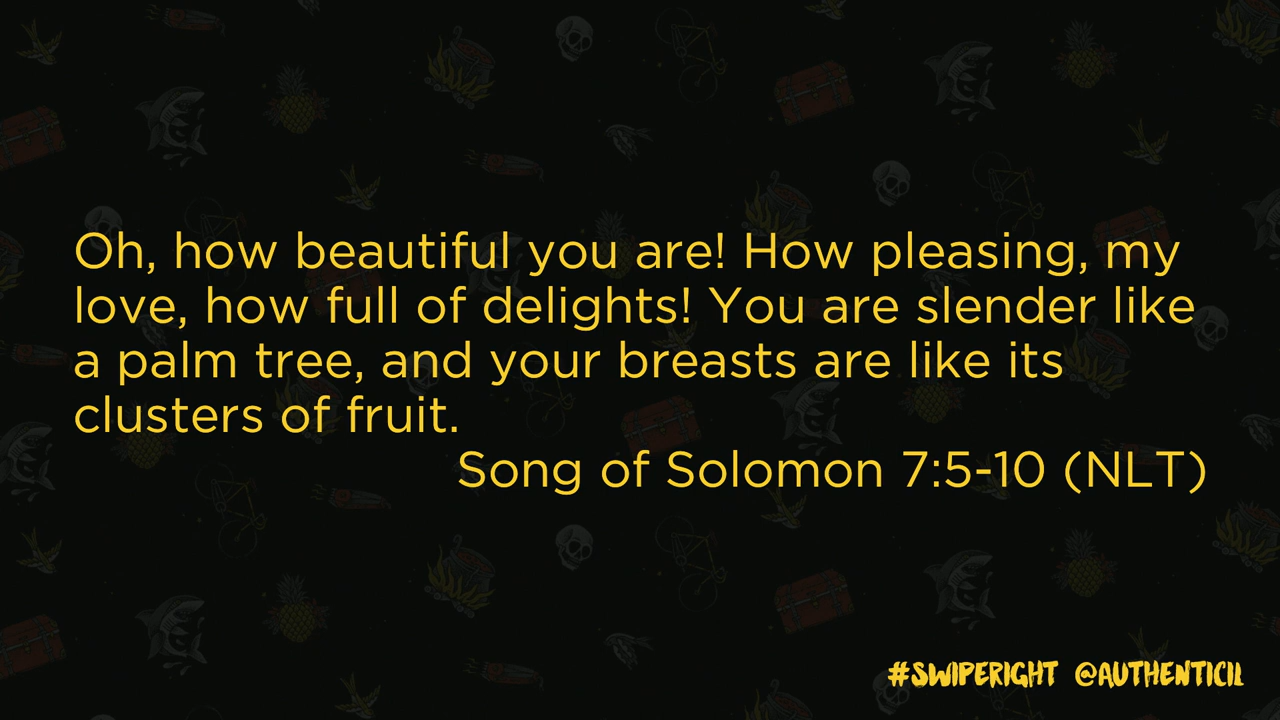 Oh, how beautiful you are! How pleasing, my
love, how full of delights! You are slender like
a palm tree, and your breasts are like its
clusters of fruit.
Song of Solomon 7:5-10 (NLT)
#SWIPERIGHT @AUTHENTICIL